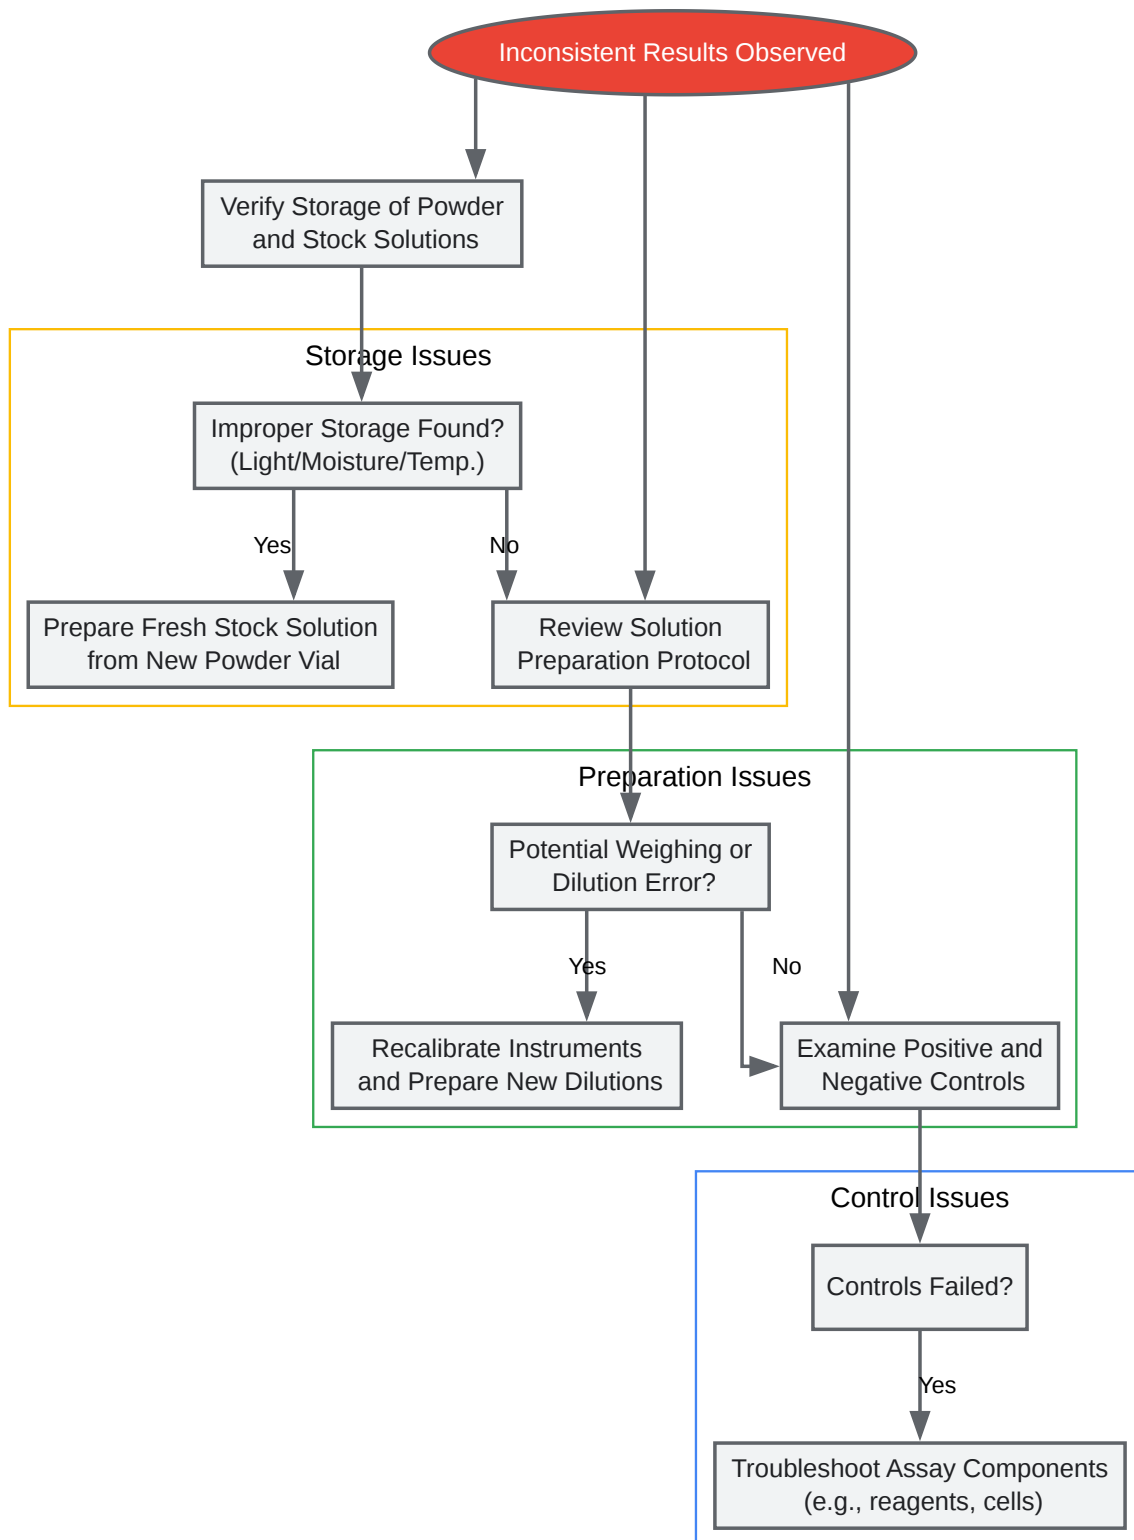 Inconsistent Results Observed
Verify Storage of Powder
and Stock Solutions
Storage Issues
Improper Storage Found?
(Light/Moisture/Temp.)
Yes
No
Prepare Fresh Stock Solution
from New Powder Vial
Review Solution
Preparation Protocol
Preparation Issues
Potential Weighing or
Dilution Error?
Yes
No
Recalibrate Instruments
and Prepare New Dilutions
Examine Positive and
Negative Controls
Control Issues
Controls Failed?
Yes
Troubleshoot Assay Components
(e.g., reagents, cells)